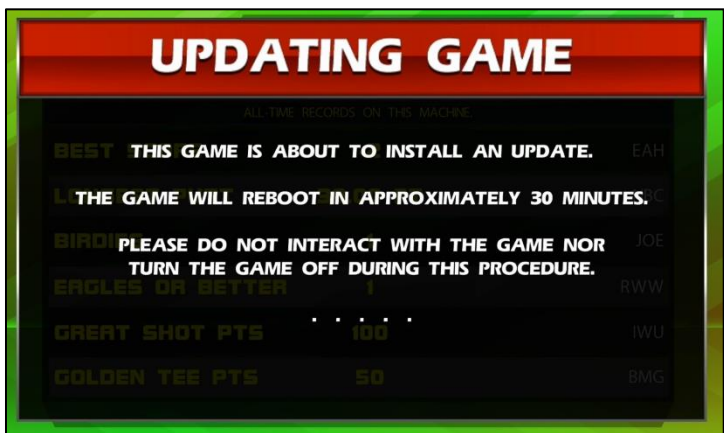 UPDATING GAME
ALL-TIME RECORDS ON THIS MACHINE
THIS GAME IS ABOUT TO INSTALL AN UPDATE.
BEST EAH
THE GAME WILL REBOOT IN APPROXIMATELY 30 MINUTES.
PLEASE DO NOT INTERACT WITH THE GAME NOR
BIRDIES JOE
TURN THE GAME OFF DURING THIS PROCEDURE.
EAGLES OR BETTER 1 RWW
. . . . .
GREAT SHOT PTS 100 IWU
GOLDEN TEE PTS 50 BMG